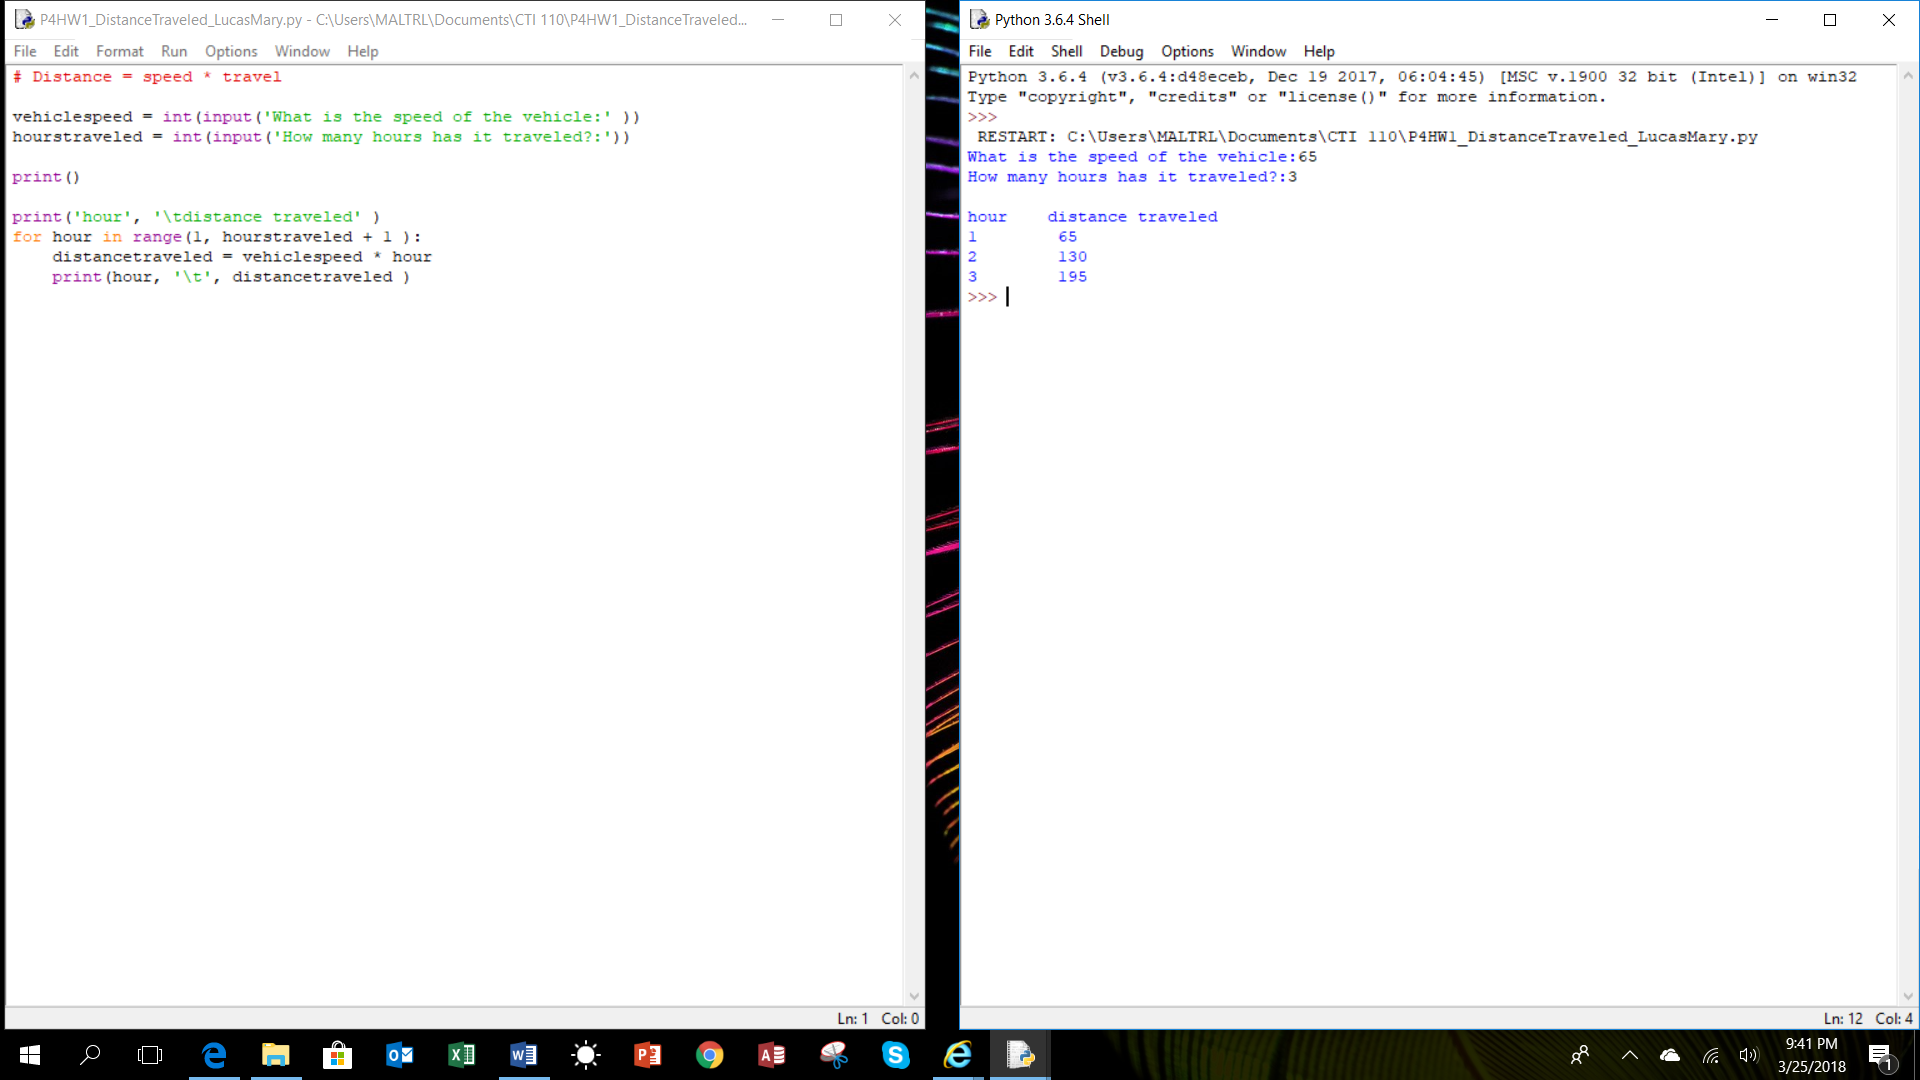 P4HW1_DistanceTraveled_LucasMary.py - C:\Users\MALTRL\Documents\CTI 110\P4HW1_DistanceTraveled...
File Edit Format Run Options Window Help
# Distance = speed * travel
vehiclespeed = int(input('What is the speed of the vehicle:' ))
hourstraveled = int(input('How many hours has it traveled?:'))
print()
print('hour', '\tdistance traveled' )
for hour in range(1, hourstraveled + 1 ):
    distancetraveled = vehiclespeed * hour
    print(hour, '\t', distancetraveled )
Ln: 1 Col: 0
Python 3.6.4 Shell
File Edit Shell Debug Options Window Help
Python 3.6.4 (v3.6.4:d48eceb, Dec 19 2017, 06:04:45) [MSC v.1900 32 bit (Intel)] on win32
Type "copyright", "credits" or "license()" for more information.
>>>
 RESTART: C:\Users\MALTRL\Documents\CTI 110\P4HW1_DistanceTraveled_LucasMary.py
What is the speed of the vehicle:65
How many hours has it traveled?:3
hour    distance traveled
1        65
2        130
3        195
>>>
Ln: 12 Col: 4
9:41 PM
3/25/2018
1